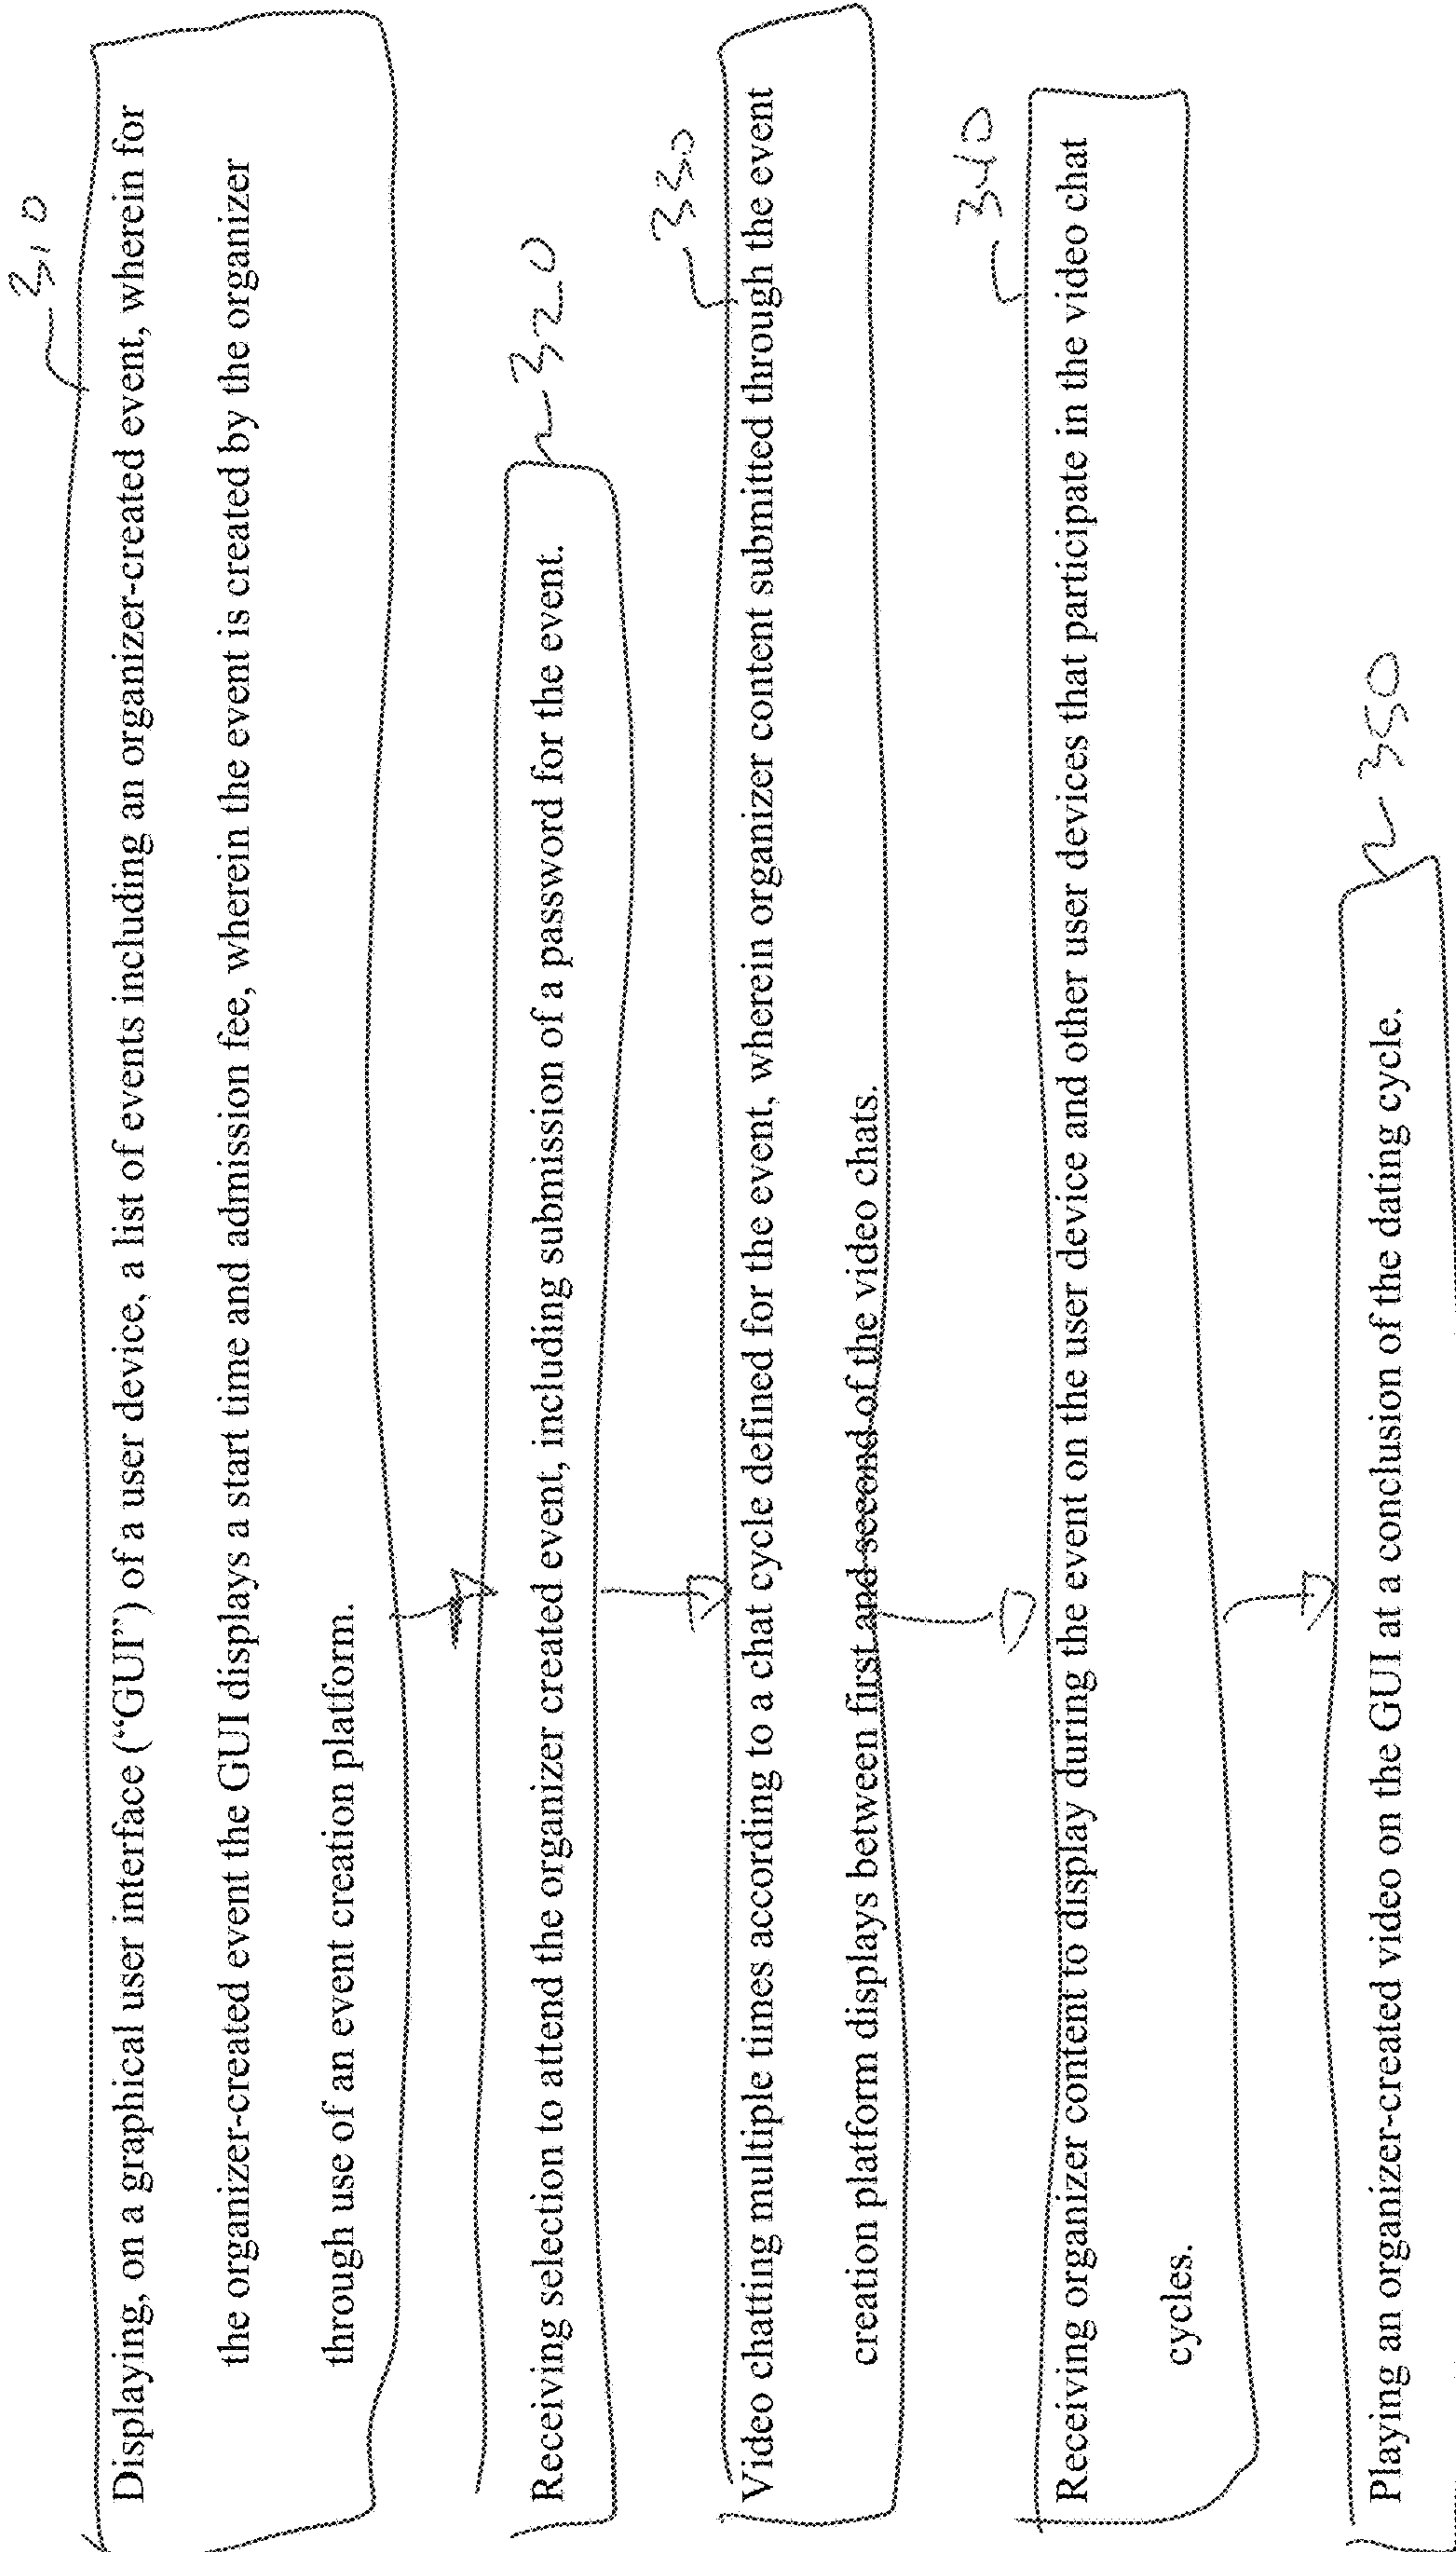 310
Displaying, on a graphical user interface (“GUI”) of a user device, a list of events including an organizer-created event, wherein for
the organizer-created event the GUI displays a start time and admission fee, wherein the event is created by the organizer
through use of an event creation platform.
320
Receiving selection to attend the organizer created event, including submission of a password for the event.
330
Video chatting multiple times according to a chat cycle defined for the event, wherein organizer content submitted through the event
creation platform displays between first and second of the video chats.
340
Receiving organizer content to display during the event on the user device and other user devices that participate in the video chat
cycles.
350
Playing an organizer-created video on the GUI at a conclusion of the dating cycle.